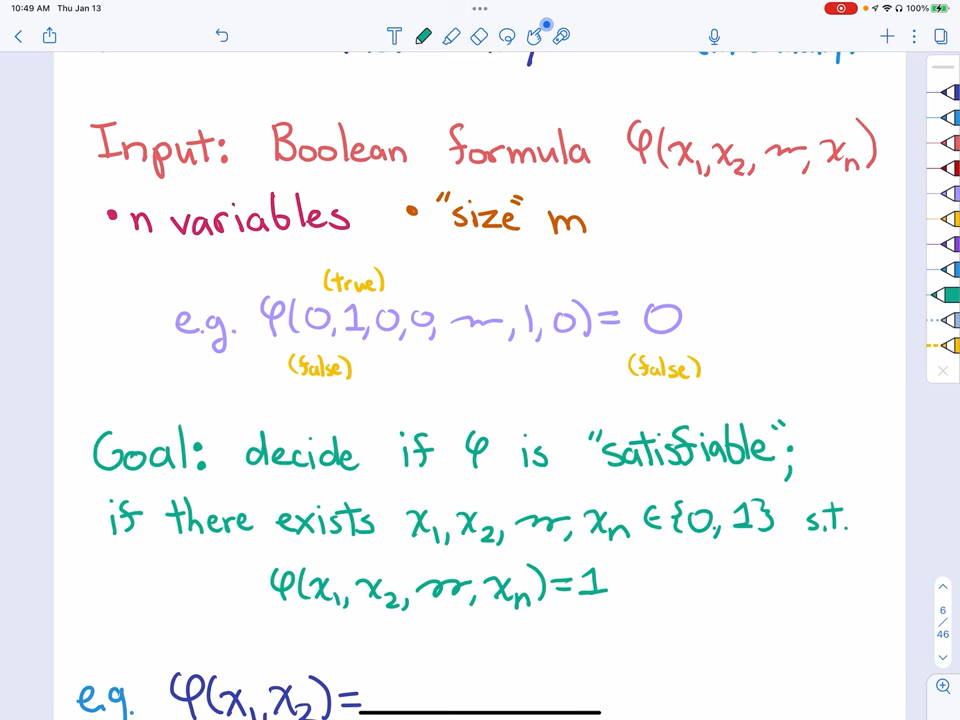 10:49 AM Thu Jan 13
100%
Input: Boolean formula φ(x₁, x₂, ⋯, xₙ)
• n variables • "size" m
(true)
e.g. φ(0,1,0,0, ⋯, 1, 0) = 0
(false) (false)
Goal: decide if φ is "satisfiable";
if there exists x₁, x₂, ⋯, xₙ ∈ {0, 1} s.t.
φ(x₁, x₂, ⋯, xₙ) = 1
e.g. φ(x₁, x₂) =
6
/
46